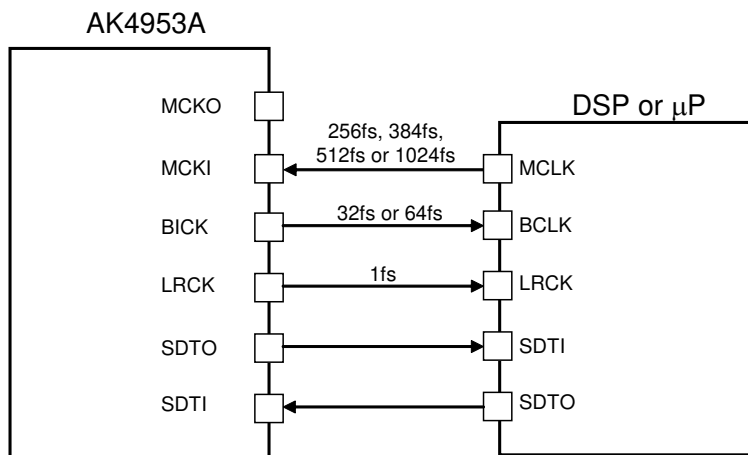 AK4953A
DSP or μP
MCKO
256fs, 384fs,
512fs or 1024fs
MCKI
MCLK
BICK
32fs or 64fs
BCLK
LRCK
1fs
LRCK
SDTO
SDTI
SDTI
SDTO